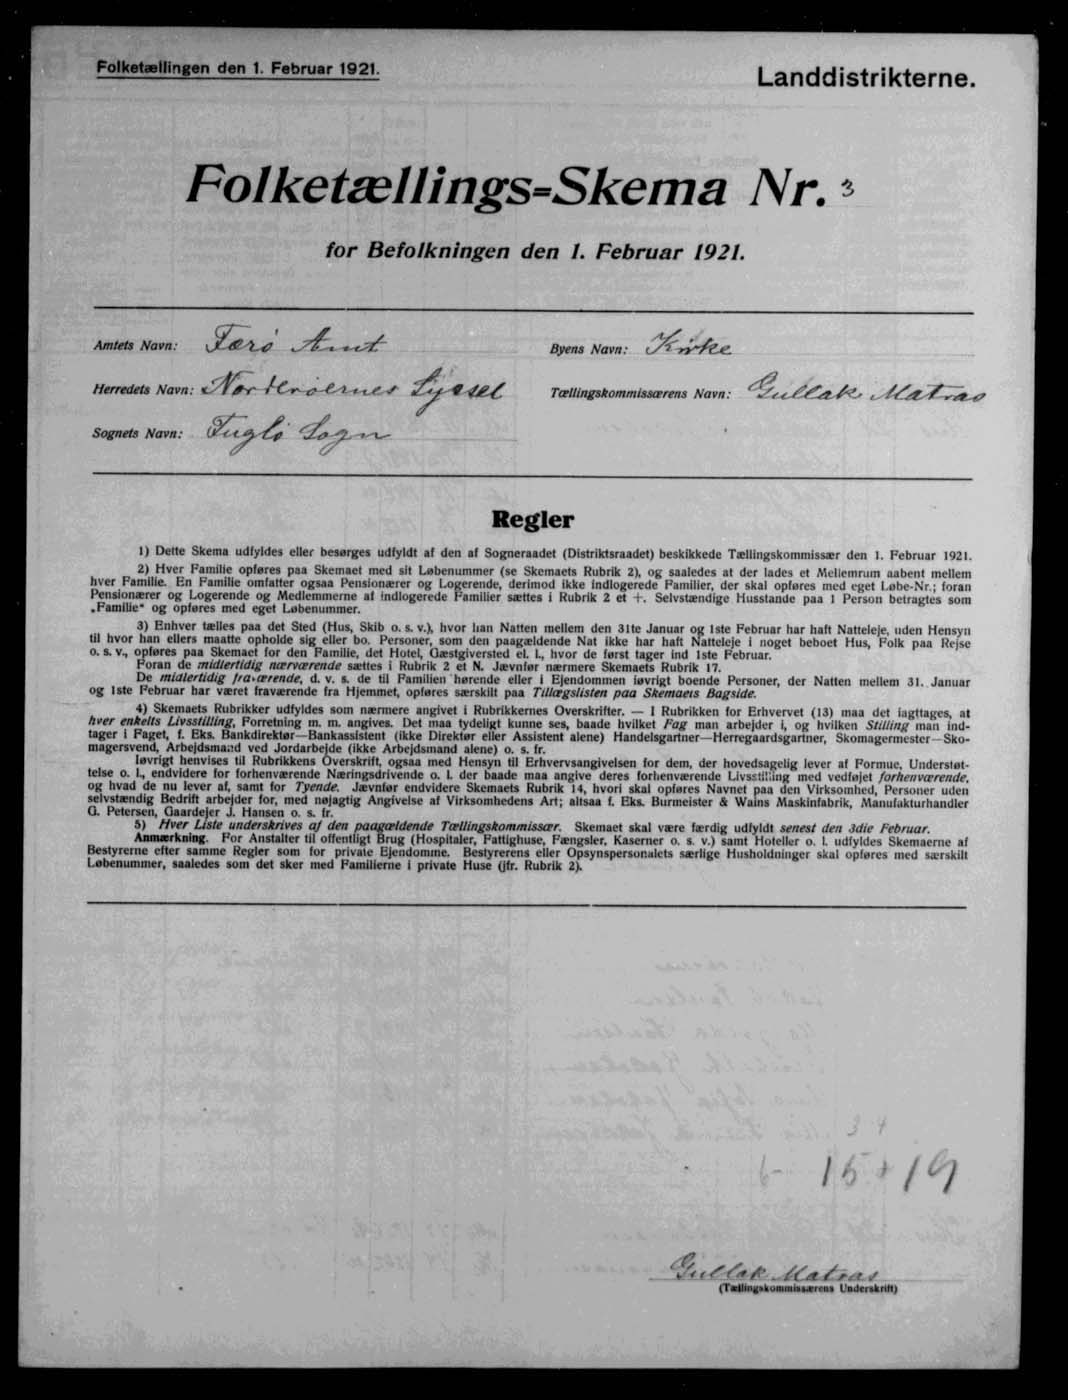 Folketællingen den 1. Februar 1921.
Landdistrikterne.
Folketællings=Skema Nr. 3
for Befolkningen den 1. Februar 1921.
Amtets Navn: Færø Amt
Byens Navn: Kirke
Herredets Navn: Norderøernes Syssel
Tællingskommissærens Navn: Gullak Matras
Sognets Navn: Fuglø Sogn
Regler
1) Dette Skema udfyldes eller besørges udfyldt af den af Sogneraadet (Distriktsraadet) beskikkede Tællingskommissær den 1. Februar 1921.
2) Hver Familie opføres paa Skemaet med sit Løbenummer (se Skemaets Rubrik 2), og saaledes at der lades et Mellemrum aabent mellem
hver Familie. En Familie omfatter ogsaa Pensionærer og Logerende, derimod ikke indlogerede Familier, der skal opføres med eget Løbe-Nr.; foran
Pensionærer og Logerende og Medlemmerne af indlogerede Familier sættes i Rubrik 2 et +. Selvstændige Husstande paa 1 Person betragtes som
„Familie“ og opføres med eget Løbenummer.
3) Enhver tælles paa det Sted (Hus, Skib o. s. v.), hvor han Natten mellem den 31te Januar og 1ste Februar har haft Natteleje, uden Hensyn
til hvor han ellers maatte opholde sig eller bo. Personer, som den paagældende Nat ikke har haft Natteleje i noget beboet Hus, Folk paa Rejse
o. s. v., opføres paa Skemaet for den Familie, det Hotel, Gæstgiversted el. l., hvor de først tager ind 1ste Februar.
Foran de midlertidig nærværende sættes i Rubrik 2 et N. Jævnfør nærmere Skemaets Rubrik 17.
De midlertidig fraværende, d. v. s. de til Familien hørende eller i Ejendommen iøvrigt boende Personer, der Natten mellem 31. Januar
og 1ste Februar har været fraværende fra Hjemmet, opføres særskilt paa Tillægslisten paa Skemaets Bagside.
4) Skemaets Rubrikker udfyldes som nærmere angivet i Rubrikkernes Overskrifter. — I Rubrikken for Erhvervet (13) maa det iagttages, at
hver enkelts Livsstilling, Forretning m. m. angives. Det maa tydeligt kunne ses, baade hvilket Fag man arbejder i, og hvilken Stilling man ind-
tager i Faget, f. Eks. Bankdirektør—Bankassistent (ikke Direktør eller Assistent alene) Handelsgartner—Herregaardsgartner, Skomagermester—Sko-
magersvend, Arbejdsmand ved Jordarbejde (ikke Arbejdsmand alene) o. s. fr.
Iøvrigt henvises til Rubrikkens Overskrift, ogsaa med Hensyn til Erhvervsangivelsen for dem, der hovedsagelig lever af Formue, Understøt-
telse o. l., endvidere for forhenværende Næringsdrivende o. l. der baade maa angive deres forhenværende Livsstilling med vedføjet forhenværende,
og hvad de nu lever af, samt for Tyende. Jævnfør endvidere Skemaets Rubrik 14, hvori skal opføres Navnet paa den Virksomhed, Personer uden
selvstændig Bedrift arbejder for, med nøjagtig Angivelse af Virksomhedens Art; altsaa f. Eks. Burmeister & Wains Maskinfabrik, Manufakturhandler
G. Petersen, Gaardejer J. Hansen o. s. fr.
5) Hver Liste underskrives af den paagældende Tællingskommissær. Skemaet skal være færdig udfyldt senest den 3die Februar.
Anmærkning. For Anstalter til offentligt Brug (Hospitaler, Fattighuse, Fængsler, Kaserner o. s. v.) samt Hoteller o. l. udfyldes Skemaerne af
Bestyrerne efter samme Regler som for private Ejendomme. Bestyrerens eller Opsynspersonalets særlige Husholdninger skal opføres med særskilt
Løbenummer, saaledes som det sker med Familierne i private Huse (jfr. Rubrik 2).
3 4
6 - 15 + 19
Gullak Matras
(Tællingskommissærens Underskrift)